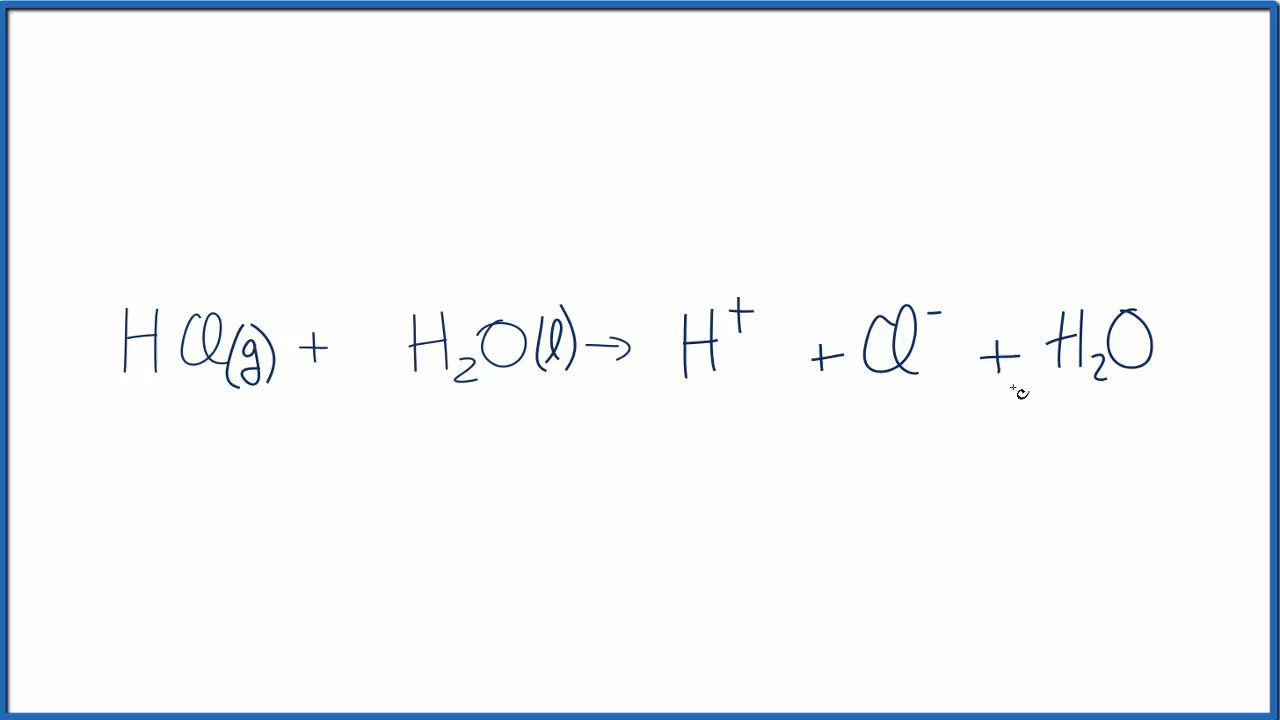 HCl(g) + H₂O(l) → H⁺ + Cl⁻ + H₂O